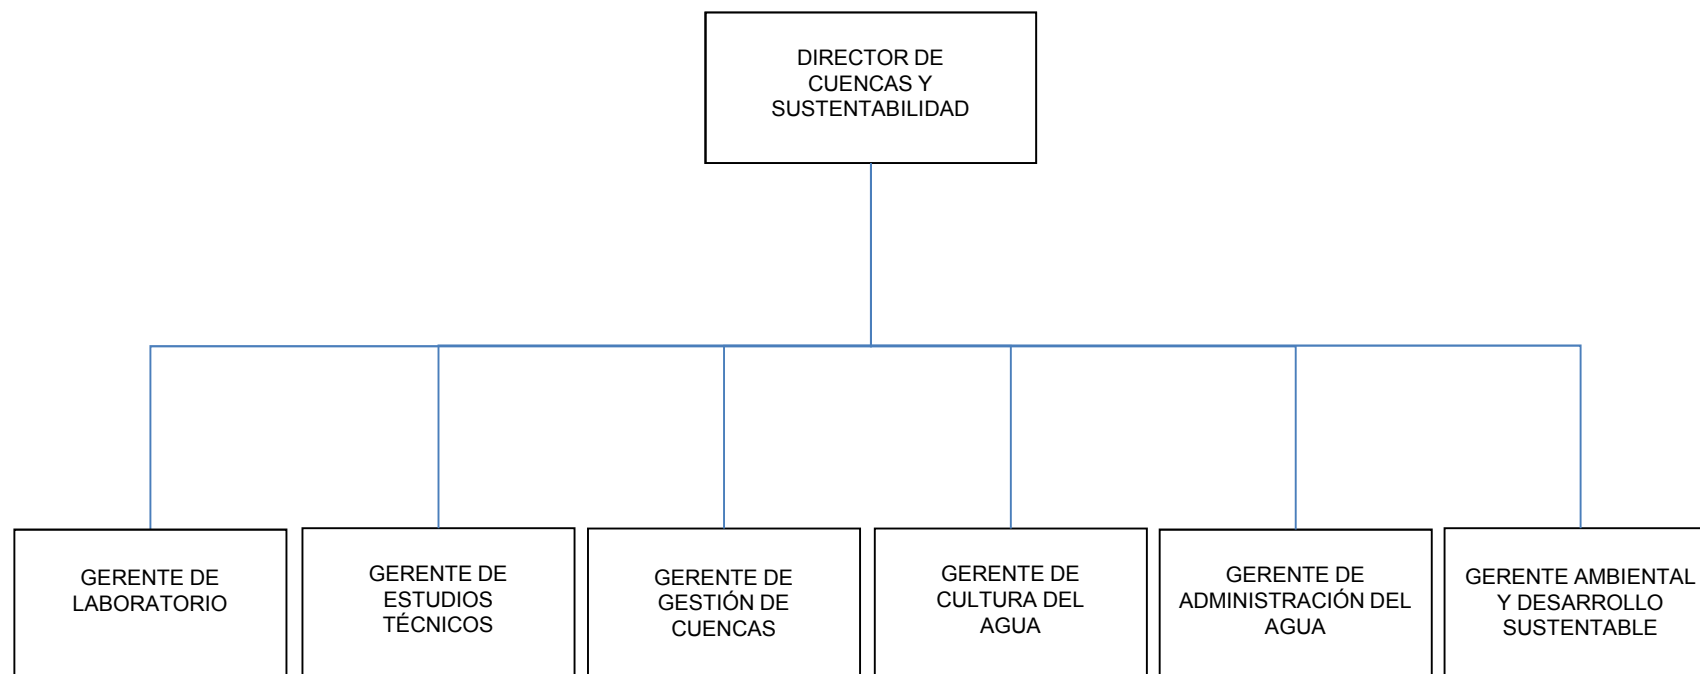 DIRECTOR DE
CUENCAS Y
SUSTENTABILIDAD
GERENTE DE
LABORATORIO
GERENTE DE
ESTUDIOS
TÉCNICOS
GERENTE DE
GESTIÓN DE
CUENCAS
GERENTE DE
CULTURA DEL
AGUA
GERENTE DE
ADMINISTRACIÓN DEL
AGUA
GERENTE AMBIENTAL
Y DESARROLLO
SUSTENTABLE